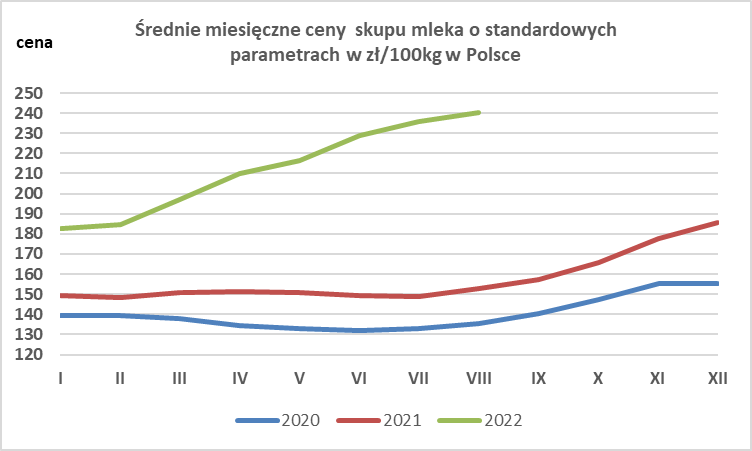 Średnie miesięczne ceny skupu mleka o standardowych
parametrach w zł/100kg w Polsce
cena
250
240
230
220
210
200
190
180
170
160
150
140
130
120
I II III IV V VI VII VIII IX X XI XII
2020 2021 2022